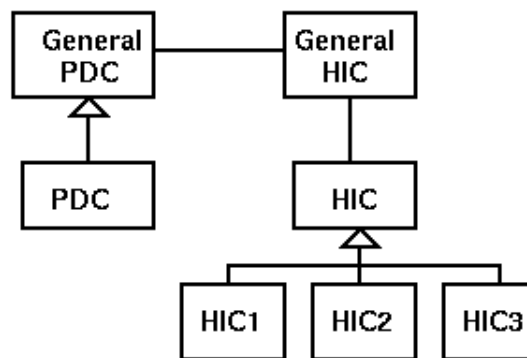 General
PDC
General
HIC
PDC
HIC
HIC1
HIC2
HIC3